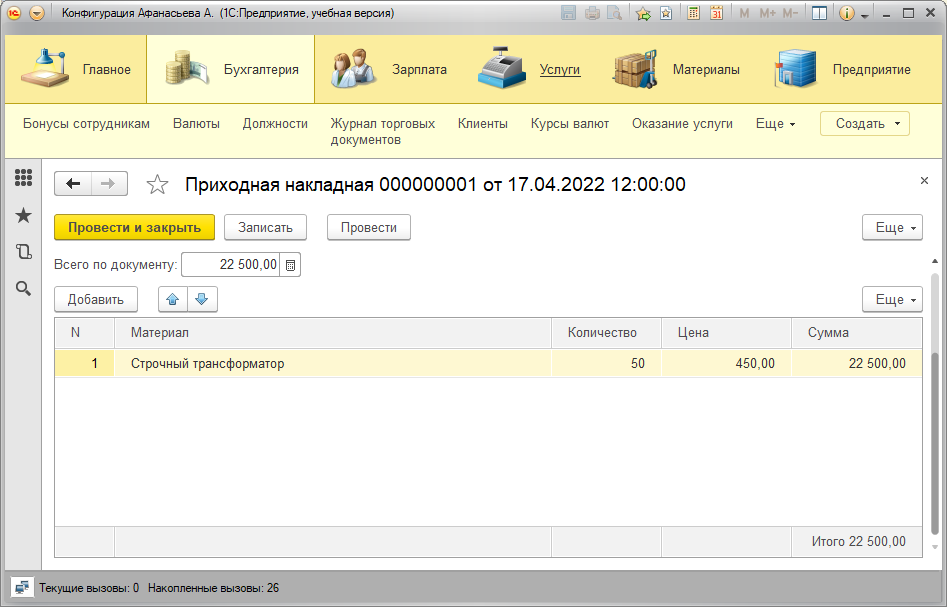 Конфигурация Афанасьева А. (1С:Предприятие, учебная версия)
31 M M+ M−
Главное Бухгалтерия Зарплата Услуги Материалы Предприятие
Бонусы сотрудникам Валюты Должности Журнал торговых документов Клиенты Курсы валют Оказание услуги Еще Создать
Приходная накладная 000000001 от 17.04.2022 12:00:00
Провести и закрыть Записать Провести Еще
Всего по документу: 22 500,00
Добавить Еще
N Материал Количество Цена Сумма
1 Строчный трансформатор 50 450,00 22 500,00
Итого 22 500,00
Текущие вызовы: 0 Накопленные вызовы: 26